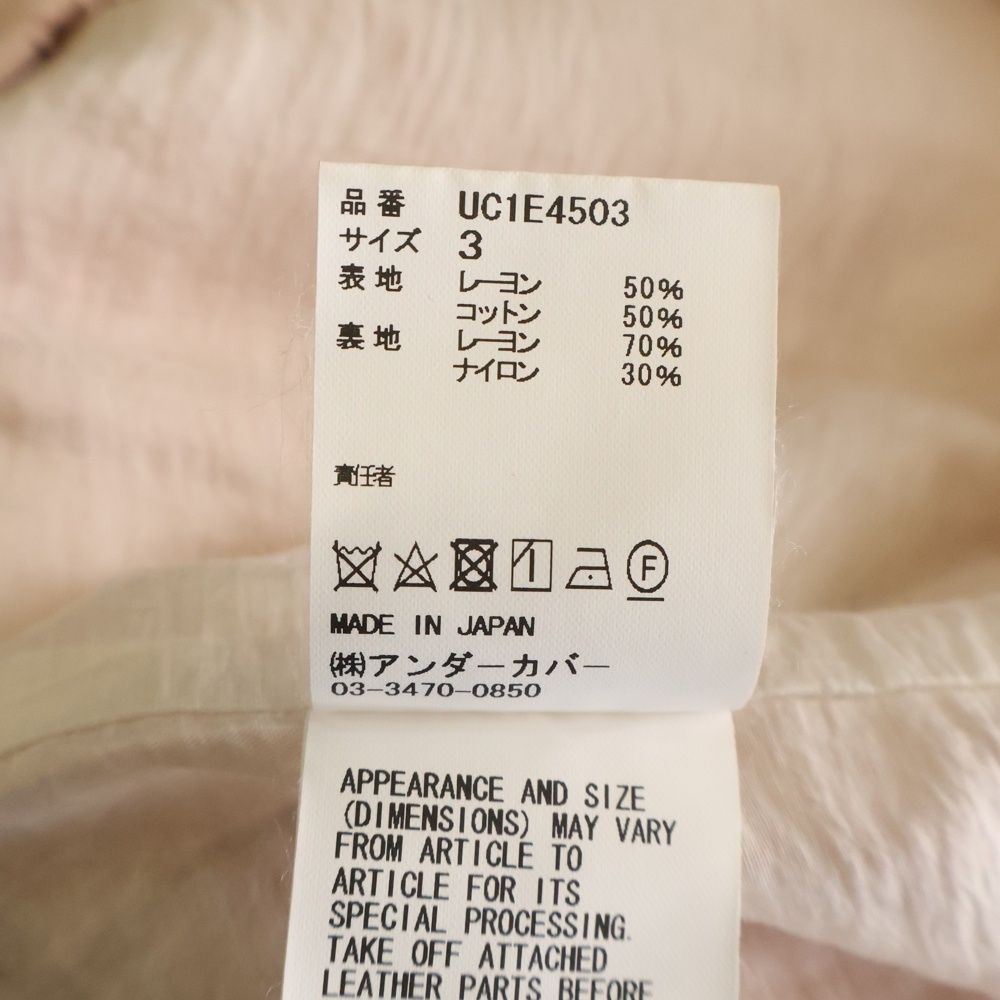 品番 UC1E4503
サイズ 3
表地 レーヨン 50%
コットン 50%
裏地 レーヨン 70%
ナイロン 30%
責任者
F
MADE IN JAPAN
㈱アンダーカバー
03-3470-0850
APPEARANCE AND SIZE
(DIMENSIONS) MAY VARY
FROM ARTICLE TO
ARTICLE FOR ITS
SPECIAL PROCESSING.
TAKE OFF ATTACHED
LEATHER PARTS BEFORE